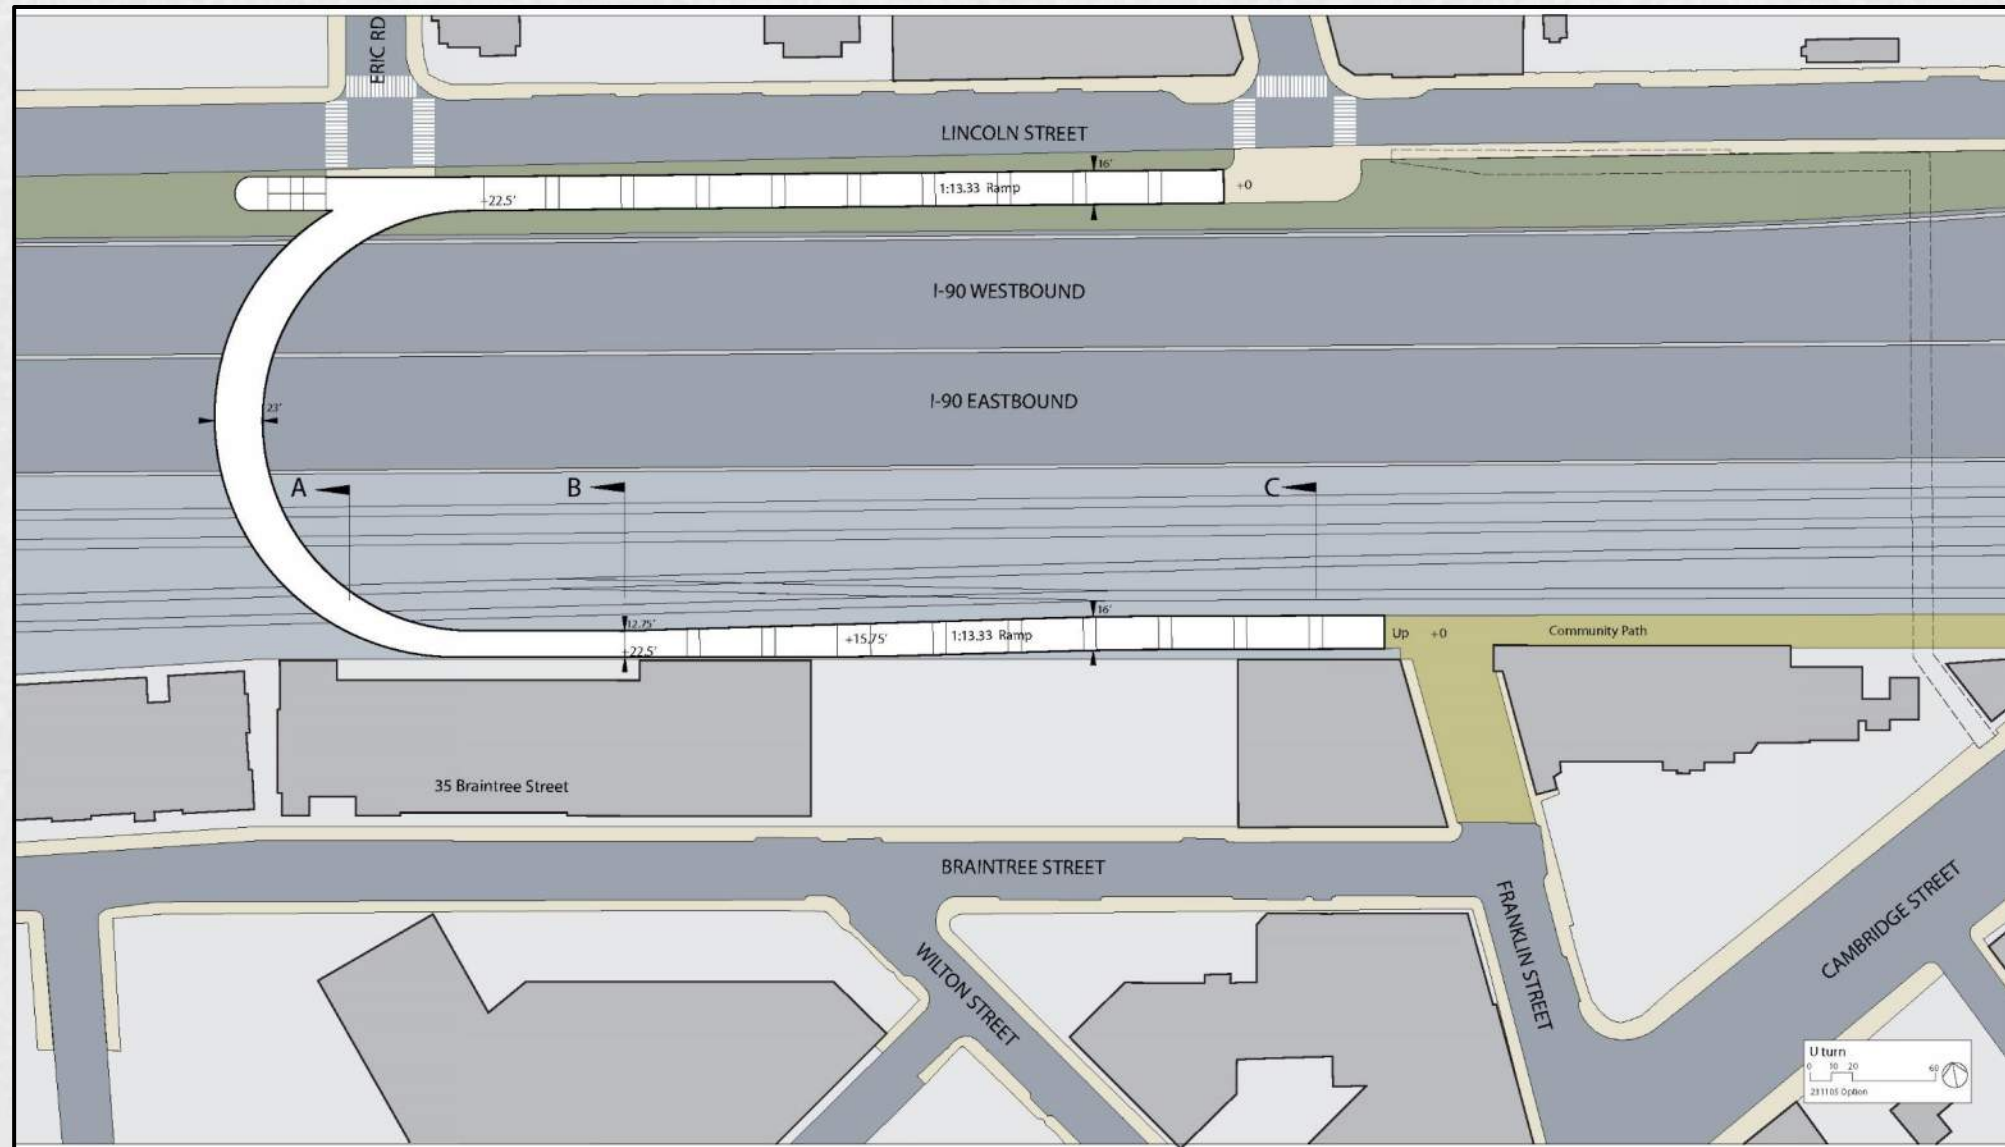 ERIC RD
LINCOLN STREET
16'
1:13.33 Ramp
+0
+22.5'
I-90 WESTBOUND
I-90 EASTBOUND
23'
A
B
C
12.75'
+22.5'
+15.75'
1:13.33 Ramp
16'
Up +0
Community Path
35 Braintree Street
BRAINTREE STREET
WILTON STREET
FRANKLIN STREET
CAMBRIDGE STREET
U turn
0 10 20 60
231105 Option